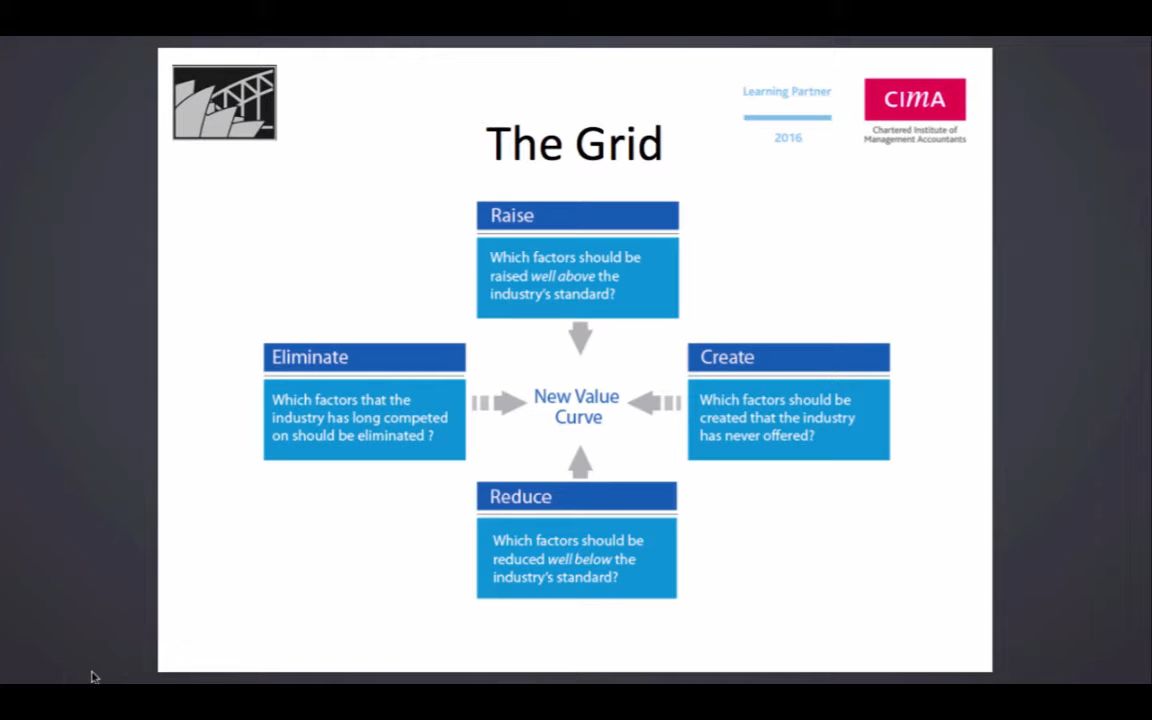 Learning Partner
2016
CIMA
Chartered Institute of
Management Accountants
The Grid
Raise
Which factors should be
raised well above the
industry's standard?
Eliminate
Which factors that the
industry has long competed
on should be eliminated ?
New Value
Curve
Create
Which factors should be
created that the industry
has never offered?
Reduce
Which factors should be
reduced well below the
industry's standard?